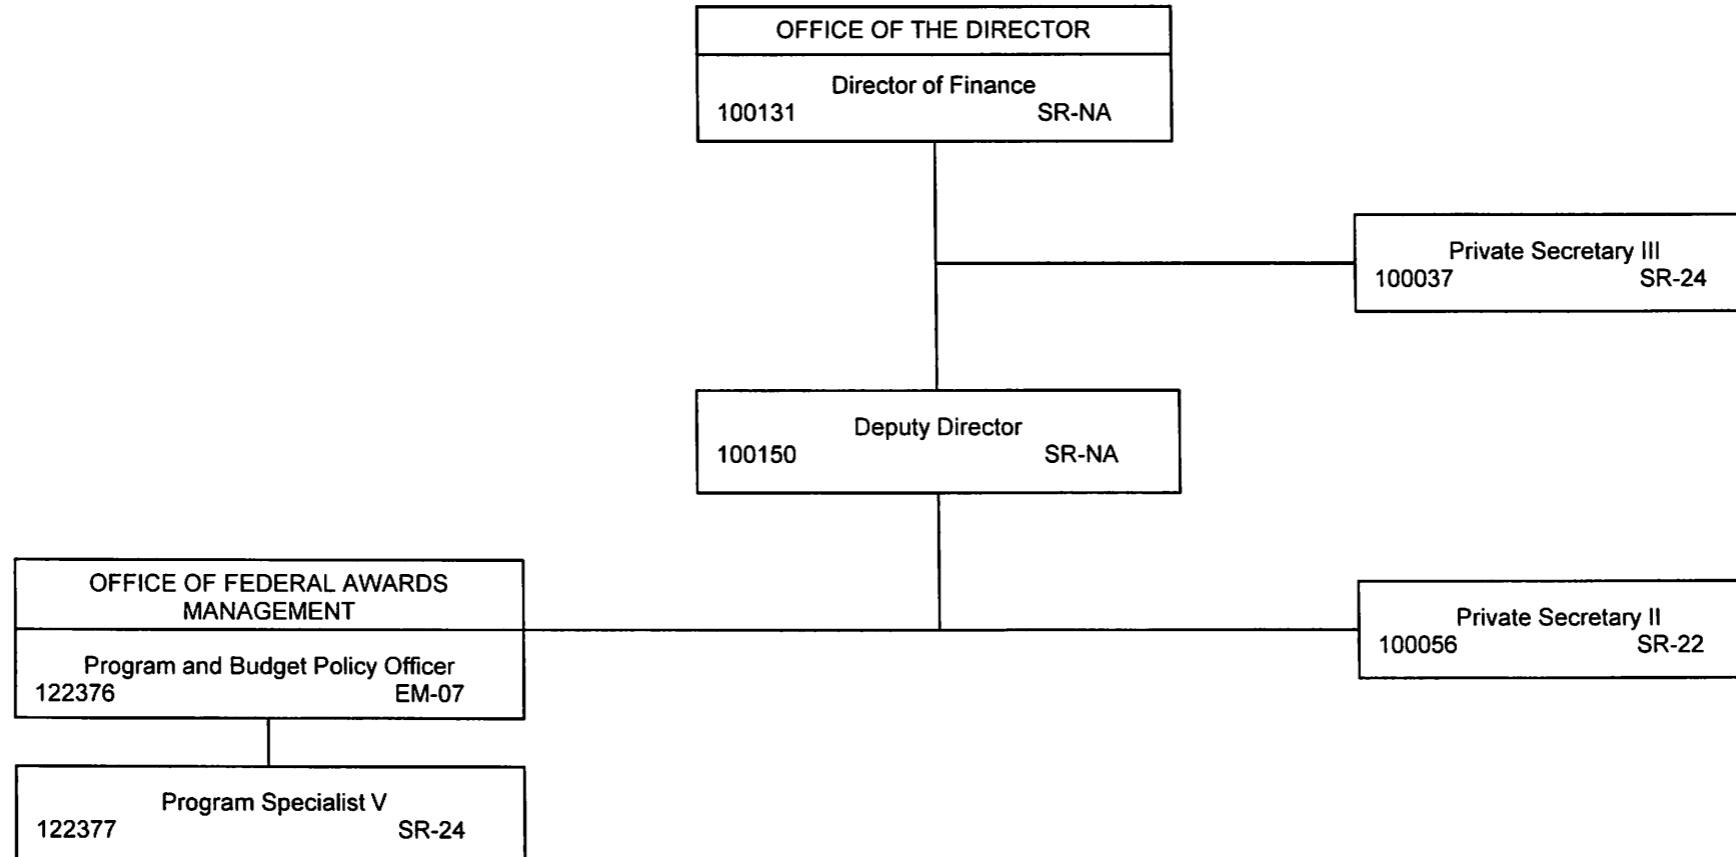 OFFICE OF THE DIRECTOR
Director of Finance
100131 SR-NA
Private Secretary III
100037 SR-24
Deputy Director
100150 SR-NA
OFFICE OF FEDERAL AWARDS
MANAGEMENT
Program and Budget Policy Officer
122376 EM-07
Private Secretary II
100056 SR-22
Program Specialist V
122377 SR-24